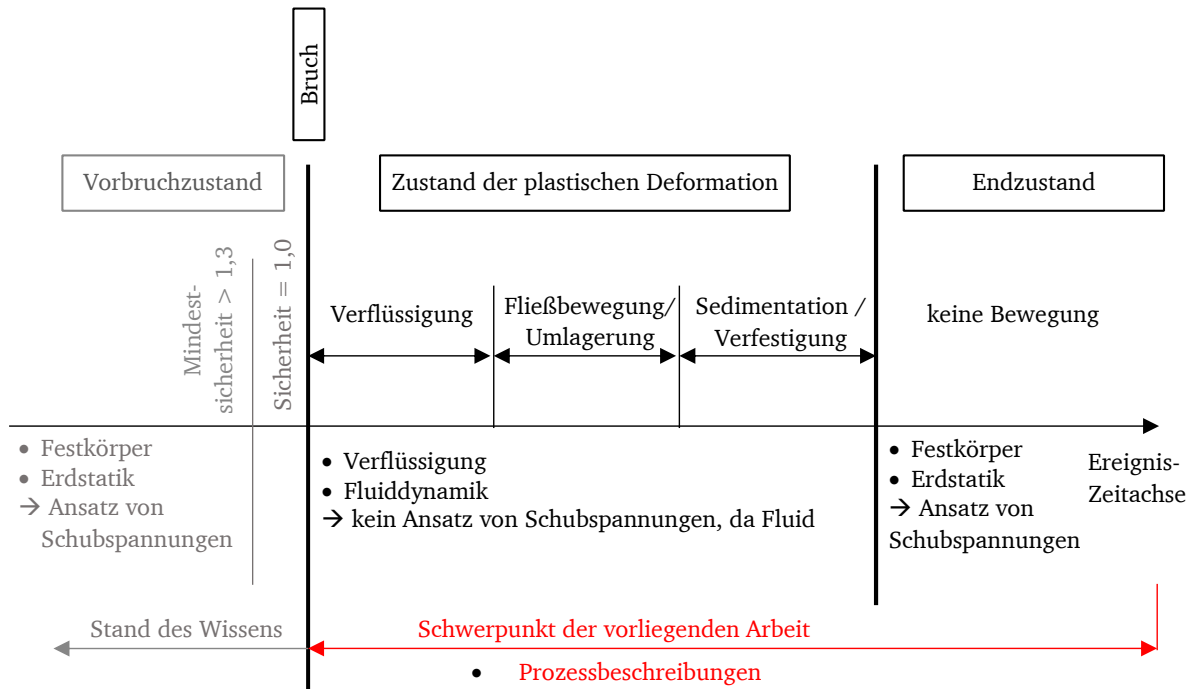 Bruch
Vorbruchzustand
Zustand der plastischen Deformation
Endzustand
Mindest-
sicherheit > 1,3
Sicherheit = 1,0
Verflüssigung
Fließbewegung/
Umlagerung
Sedimentation /
Verfestigung
keine Bewegung
• Festkörper
• Erdstatik
→ Ansatz von
Schubspannungen
• Verflüssigung
• Fluiddynamik
→ kein Ansatz von Schubspannungen, da Fluid
• Festkörper
• Erdstatik
→ Ansatz von
Schubspannungen
Ereignis-
Zeitachse
Stand des Wissens
Schwerpunkt der vorliegenden Arbeit
• Prozessbeschreibungen